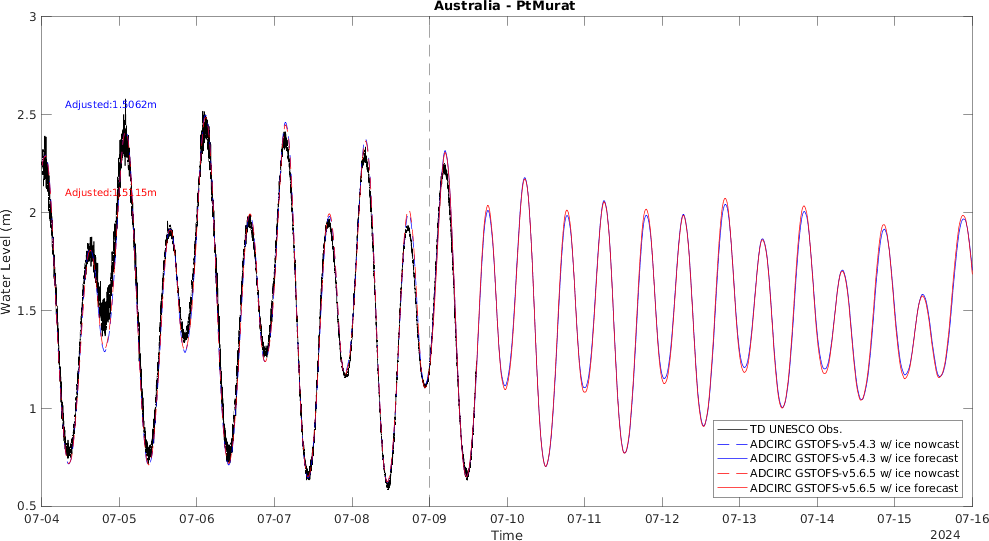 Australia - PtMurat
3
2.5
2
1.5
1
0.5
Water Level (m)
Adjusted:1.5062m
Adjusted:1.5115m
TD UNESCO Obs.
ADCIRC GSTOFS-v5.4.3 w/ ice nowcast
ADCIRC GSTOFS-v5.4.3 w/ ice forecast
ADCIRC GSTOFS-v5.6.5 w/ ice nowcast
ADCIRC GSTOFS-v5.6.5 w/ ice forecast
07-04 07-05 07-06 07-07 07-08 07-09 07-10 07-11 07-12 07-13 07-14 07-15 07-16
Time
2024